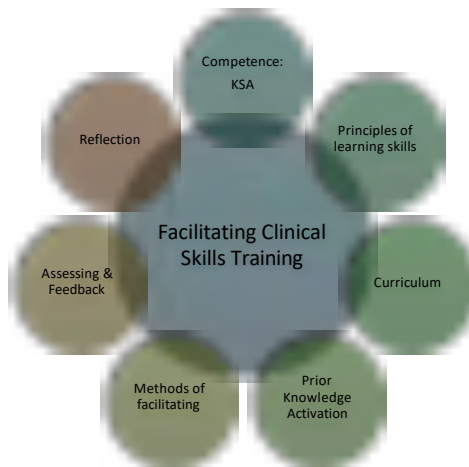 Competence:
KSA
Principles of
learning skills
Curriculum
Prior
Knowledge
Activation
Methods of
facilitating
Assessing &
Feedback
Reflection
Facilitating Clinical
Skills Training